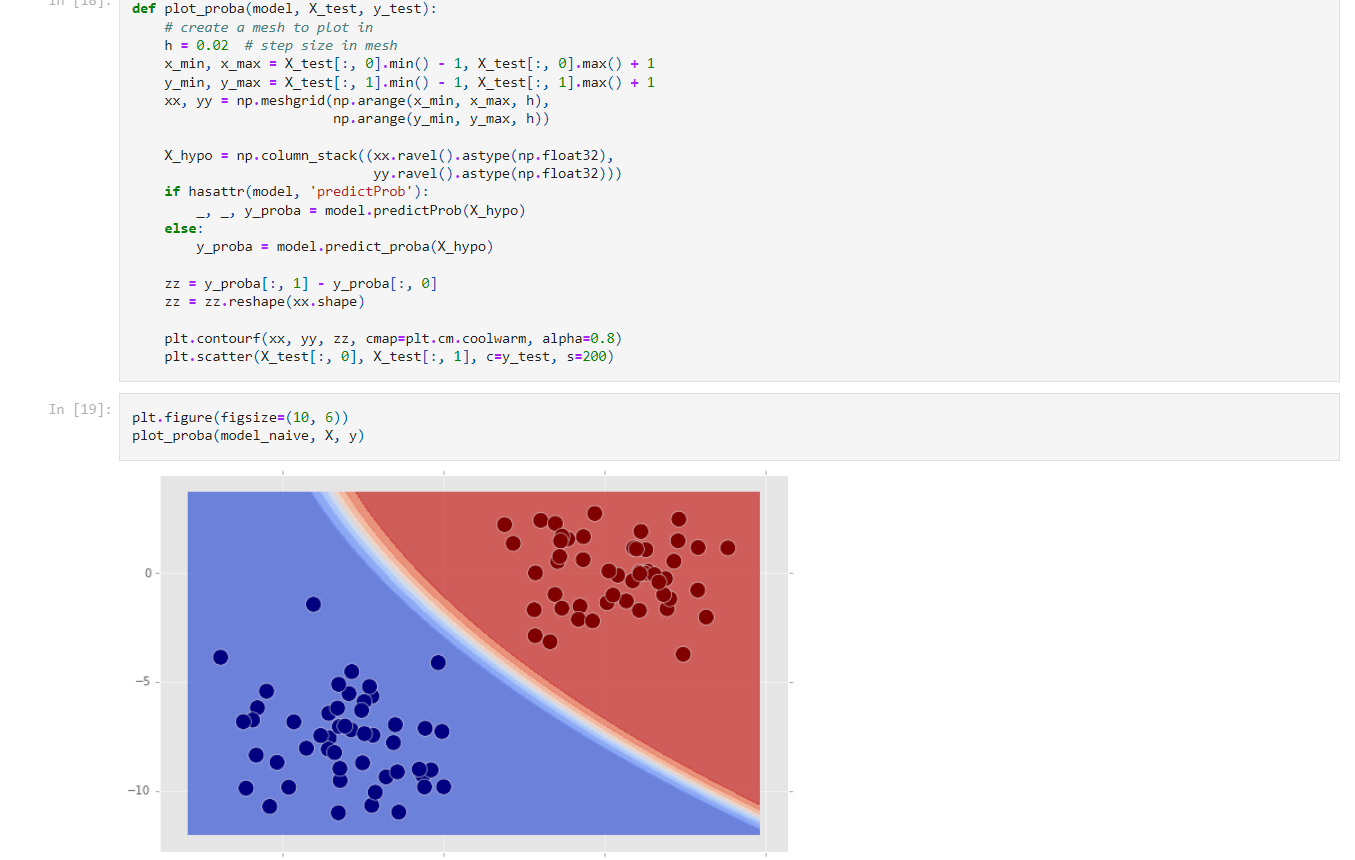 In [18]:
def plot_proba(model, X_test, y_test):
    # create a mesh to plot in
    h = 0.02  # step size in mesh
    x_min, x_max = X_test[:, 0].min() - 1, X_test[:, 0].max() + 1
    y_min, y_max = X_test[:, 1].min() - 1, X_test[:, 1].max() + 1
    xx, yy = np.meshgrid(np.arange(x_min, x_max, h),
                         np.arange(y_min, y_max, h))
    X_hypo = np.column_stack((xx.ravel().astype(np.float32),
                              yy.ravel().astype(np.float32)))
    if hasattr(model, 'predictProb'):
        _, _, y_proba = model.predictProb(X_hypo)
    else:
        y_proba = model.predict_proba(X_hypo)
    zz = y_proba[:, 1] - y_proba[:, 0]
    zz = zz.reshape(xx.shape)
    plt.contourf(xx, yy, zz, cmap=plt.cm.coolwarm, alpha=0.8)
    plt.scatter(X_test[:, 0], X_test[:, 1], c=y_test, s=200)
In [19]:
plt.figure(figsize=(10, 6))
plot_proba(model_naive, X, y)
0
−5
−10